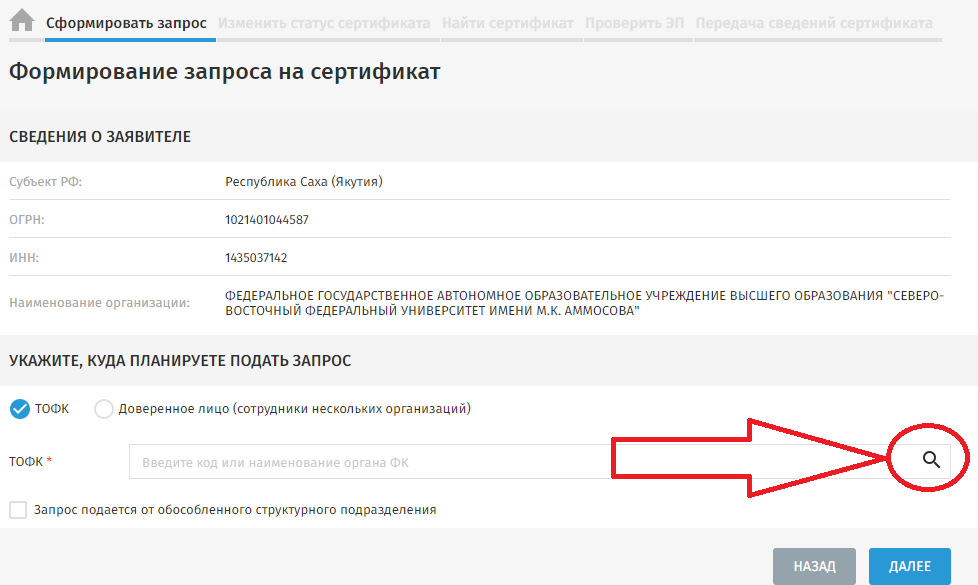 Сформировать запрос Изменить статус сертификата Найти сертификат Проверить ЭП Передача сведений сертификата
Формирование запроса на сертификат
СВЕДЕНИЯ О ЗАЯВИТЕЛЕ
Субъект РФ: Республика Саха (Якутия)
ОГРН: 1021401044587
ИНН: 1435037142
Наименование организации: ФЕДЕРАЛЬНОЕ ГОСУДАРСТВЕННОЕ АВТОНОМНОЕ ОБРАЗОВАТЕЛЬНОЕ УЧРЕЖДЕНИЕ ВЫСШЕГО ОБРАЗОВАНИЯ "СЕВЕРО-
ВОСТОЧНЫЙ ФЕДЕРАЛЬНЫЙ УНИВЕРСИТЕТ ИМЕНИ М.К. АММОСОВА"
УКАЖИТЕ, КУДА ПЛАНИРУЕТЕ ПОДАТЬ ЗАПРОС
ТОФК Доверенное лицо (сотрудники нескольких организаций)
ТОФК * Введите код или наименование органа ФК
Запрос подается от обособленного структурного подразделения
НАЗАД ДАЛЕЕ